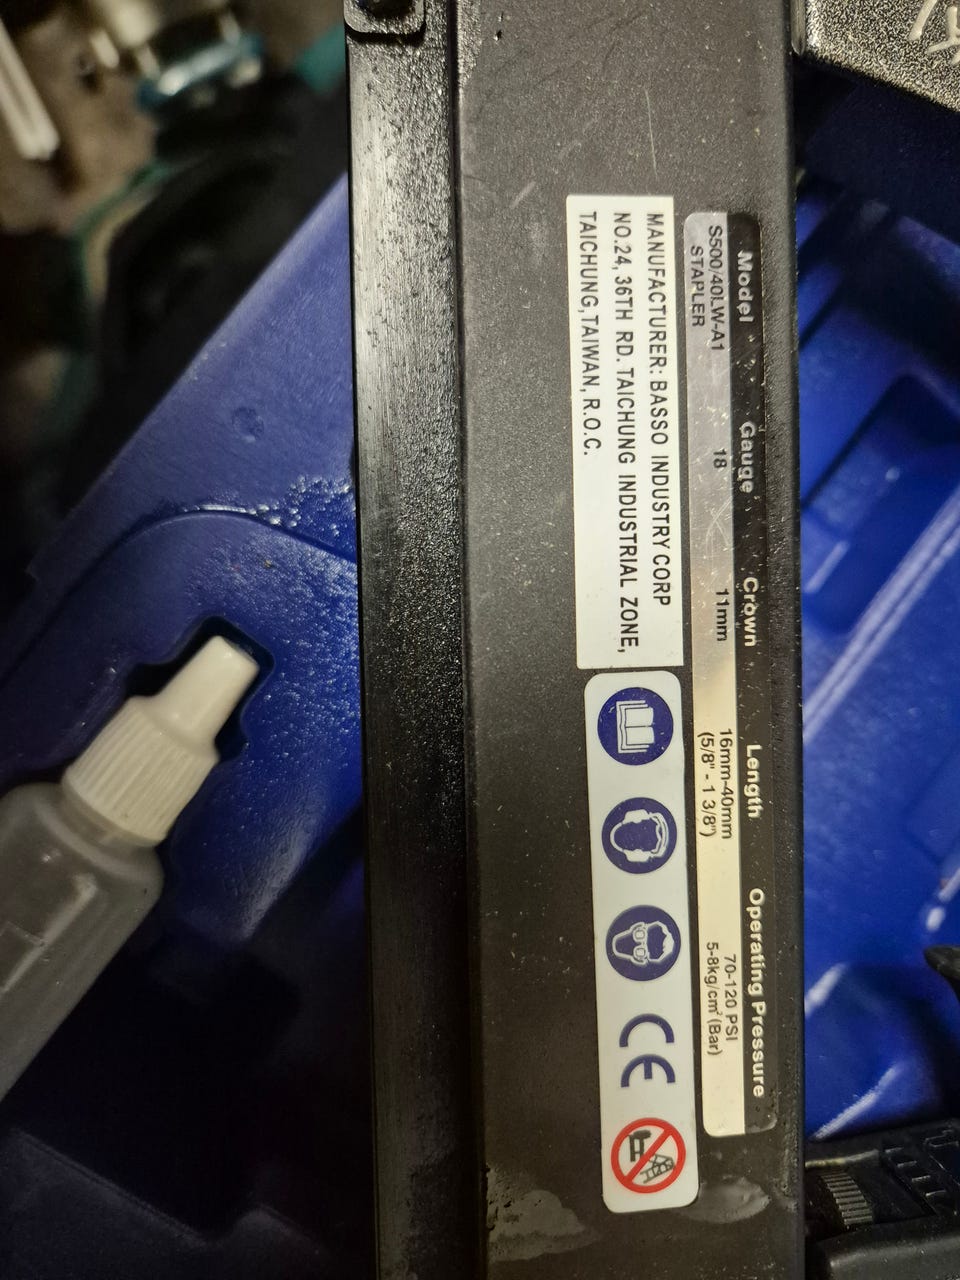 Model Gauge Crown Length Operating Pressure
S500/40LW-A1 18 11mm 16mm-40mm 70-120 PSI
STAPLER (5/8" - 1 3/8") 5-8kg/cm² (Bar)
MANUFACTURER: BASSO INDUSTRY CORP
NO.24, 36TH RD. TAICHUNG INDUSTRIAL ZONE,
TAICHUNG,TAIWAN, R.O.C.
CE